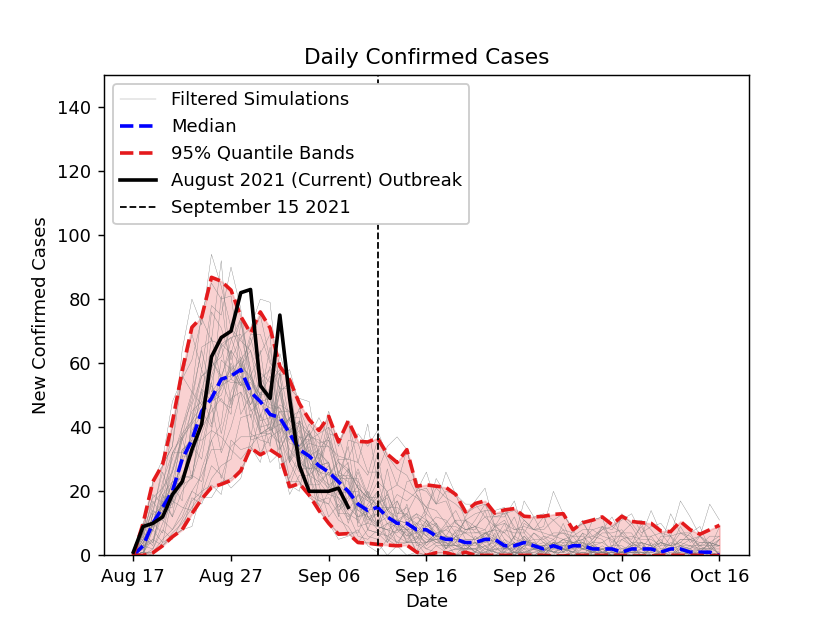 Daily Confirmed Cases
Filtered Simulations
Median
95% Quantile Bands
August 2021 (Current) Outbreak
September 15 2021
New Confirmed Cases
140
120
100
80
60
40
20
0
Aug 17 Aug 27 Sep 06 Sep 16 Sep 26 Oct 06 Oct 16
Date